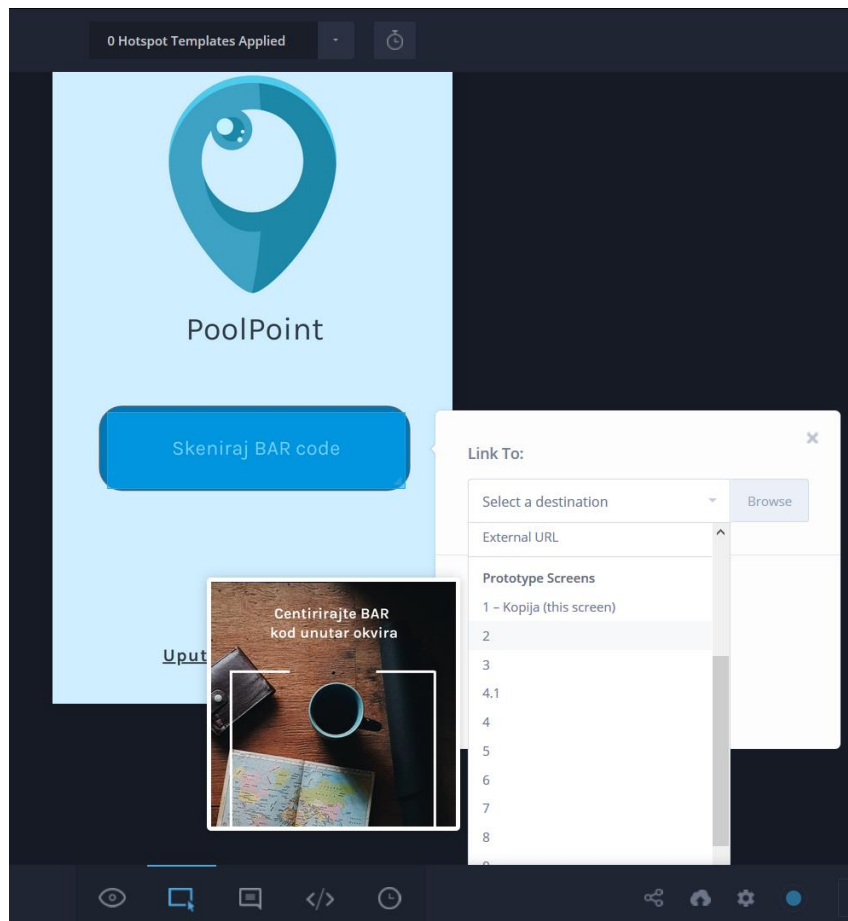 0 Hotspot Templates Applied
PoolPoint
Skeniraj BAR code
Link To:
Select a destination
Browse
External URL
Prototype Screens
1 – Kopija (this screen)
2
3
4.1
4
5
6
7
8
Centirirajte BAR
kod unutar okvira
Uput